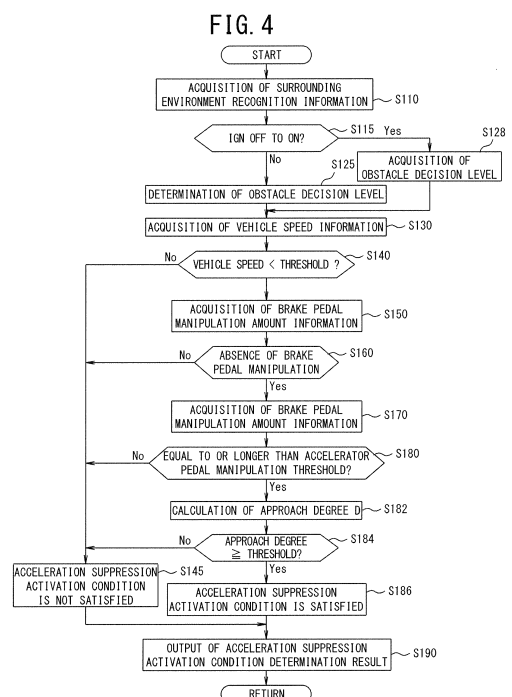 FIG. 4
START
ACQUISITION OF SURROUNDING
ENVIRONMENT RECOGNITION INFORMATION
S110
IGN OFF TO ON?
S115
Yes
No
S128
ACQUISITION OF
OBSTACLE DECISION LEVEL
S125
DETERMINATION OF OBSTACLE DECISION LEVEL
ACQUISITION OF VEHICLE SPEED INFORMATION
S130
No
VEHICLE SPEED < THRESHOLD ?
S140
ACQUISITION OF BRAKE PEDAL
MANIPULATION AMOUNT INFORMATION
S150
No
ABSENCE OF BRAKE
PEDAL MANIPULATION
S160
Yes
ACQUISITION OF BRAKE PEDAL
MANIPULATION AMOUNT INFORMATION
S170
No
EQUAL TO OR LONGER THAN ACCELERATOR
PEDAL MANIPULATION THRESHOLD?
S180
Yes
CALCULATION OF APPROACH DEGREE D
S182
No
APPROACH DEGREE
≧ THRESHOLD?
S184
Yes
ACCELERATION SUPPRESSION
ACTIVATION CONDITION
IS NOT SATISFIED
S145
ACCELERATION SUPPRESSION
ACTIVATION CONDITION IS SATISFIED
S186
OUTPUT OF ACCELERATION SUPPRESSION
ACTIVATION CONDITION DETERMINATION RESULT
S190
RETURN